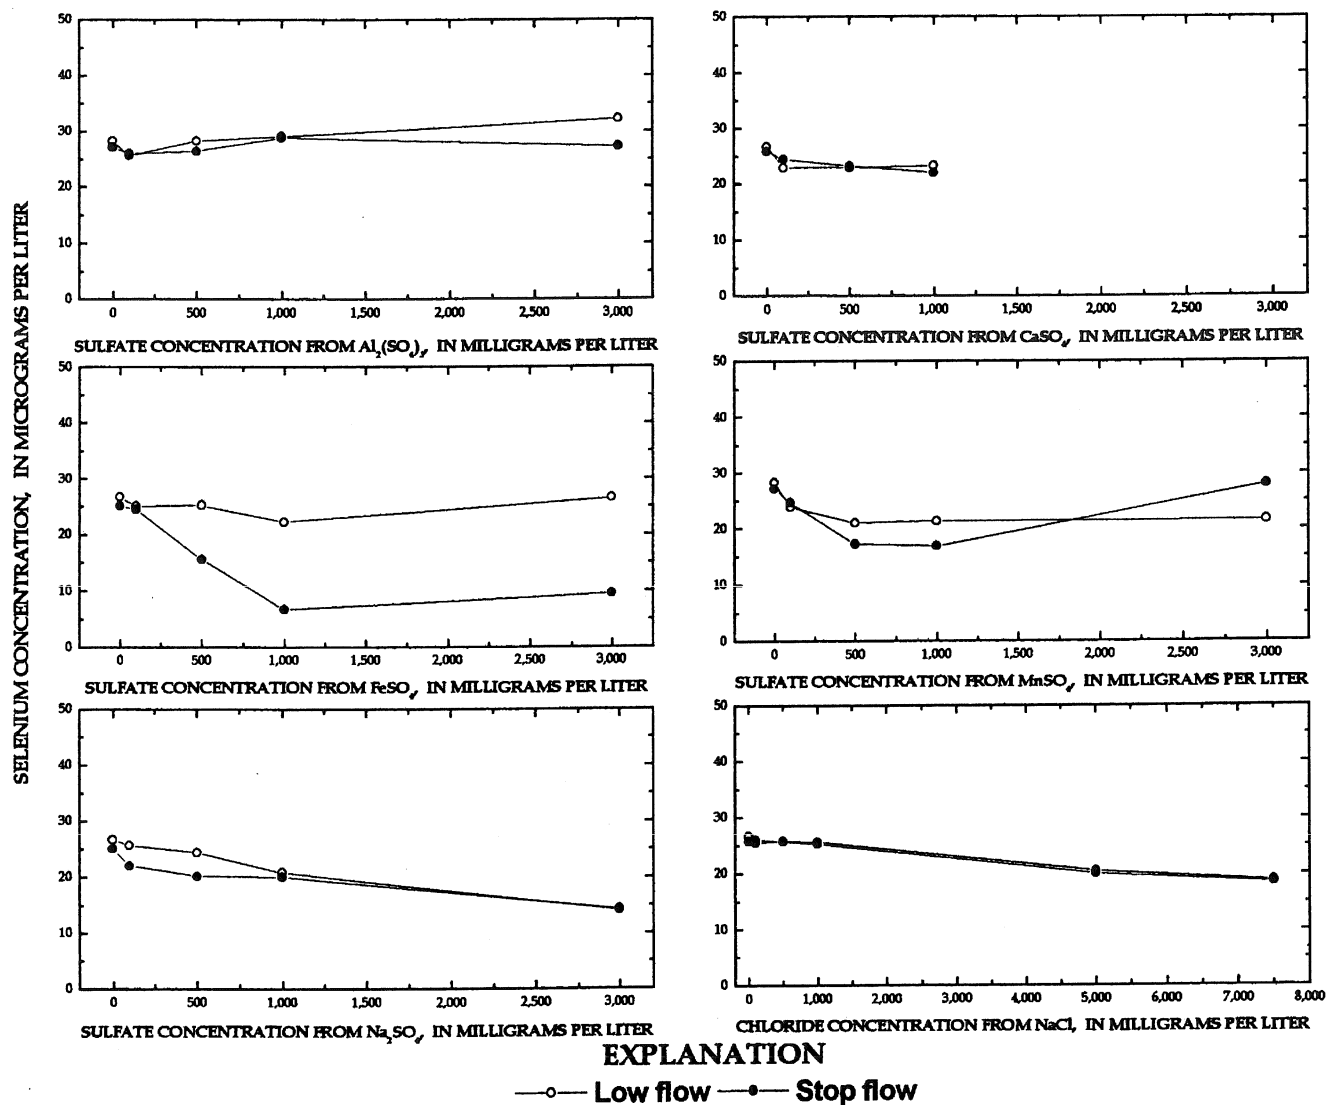 SELENIUM CONCENTRATION, IN MICROGRAMS PER LITER
50
40
30
20
10
0
0 500 1,000 1,500 2,000 2,500 3,000
SULFATE CONCENTRATION FROM Al₂(SO₄)₃, IN MILLIGRAMS PER LITER
50
40
30
20
10
0
0 500 1,000 1,500 2,000 2,500 3,000
SULFATE CONCENTRATION FROM CaSO₄, IN MILLIGRAMS PER LITER
50
40
30
20
10
0
0 500 1,000 1,500 2,000 2,500 3,000
SULFATE CONCENTRATION FROM FeSO₄, IN MILLIGRAMS PER LITER
50
40
30
20
10
0
0 500 1,000 1,500 2,000 2,500 3,000
SULFATE CONCENTRATION FROM MnSO₄, IN MILLIGRAMS PER LITER
50
40
30
20
10
0
0 500 1,000 1,500 2,000 2,500 3,000
SULFATE CONCENTRATION FROM Na₂SO₄, IN MILLIGRAMS PER LITER
50
40
30
20
10
0
0 1,000 2,000 3,000 4,000 5,000 6,000 7,000 8,000
CHLORIDE CONCENTRATION FROM NaCl, IN MILLIGRAMS PER LITER
EXPLANATION
Low flow Stop flow